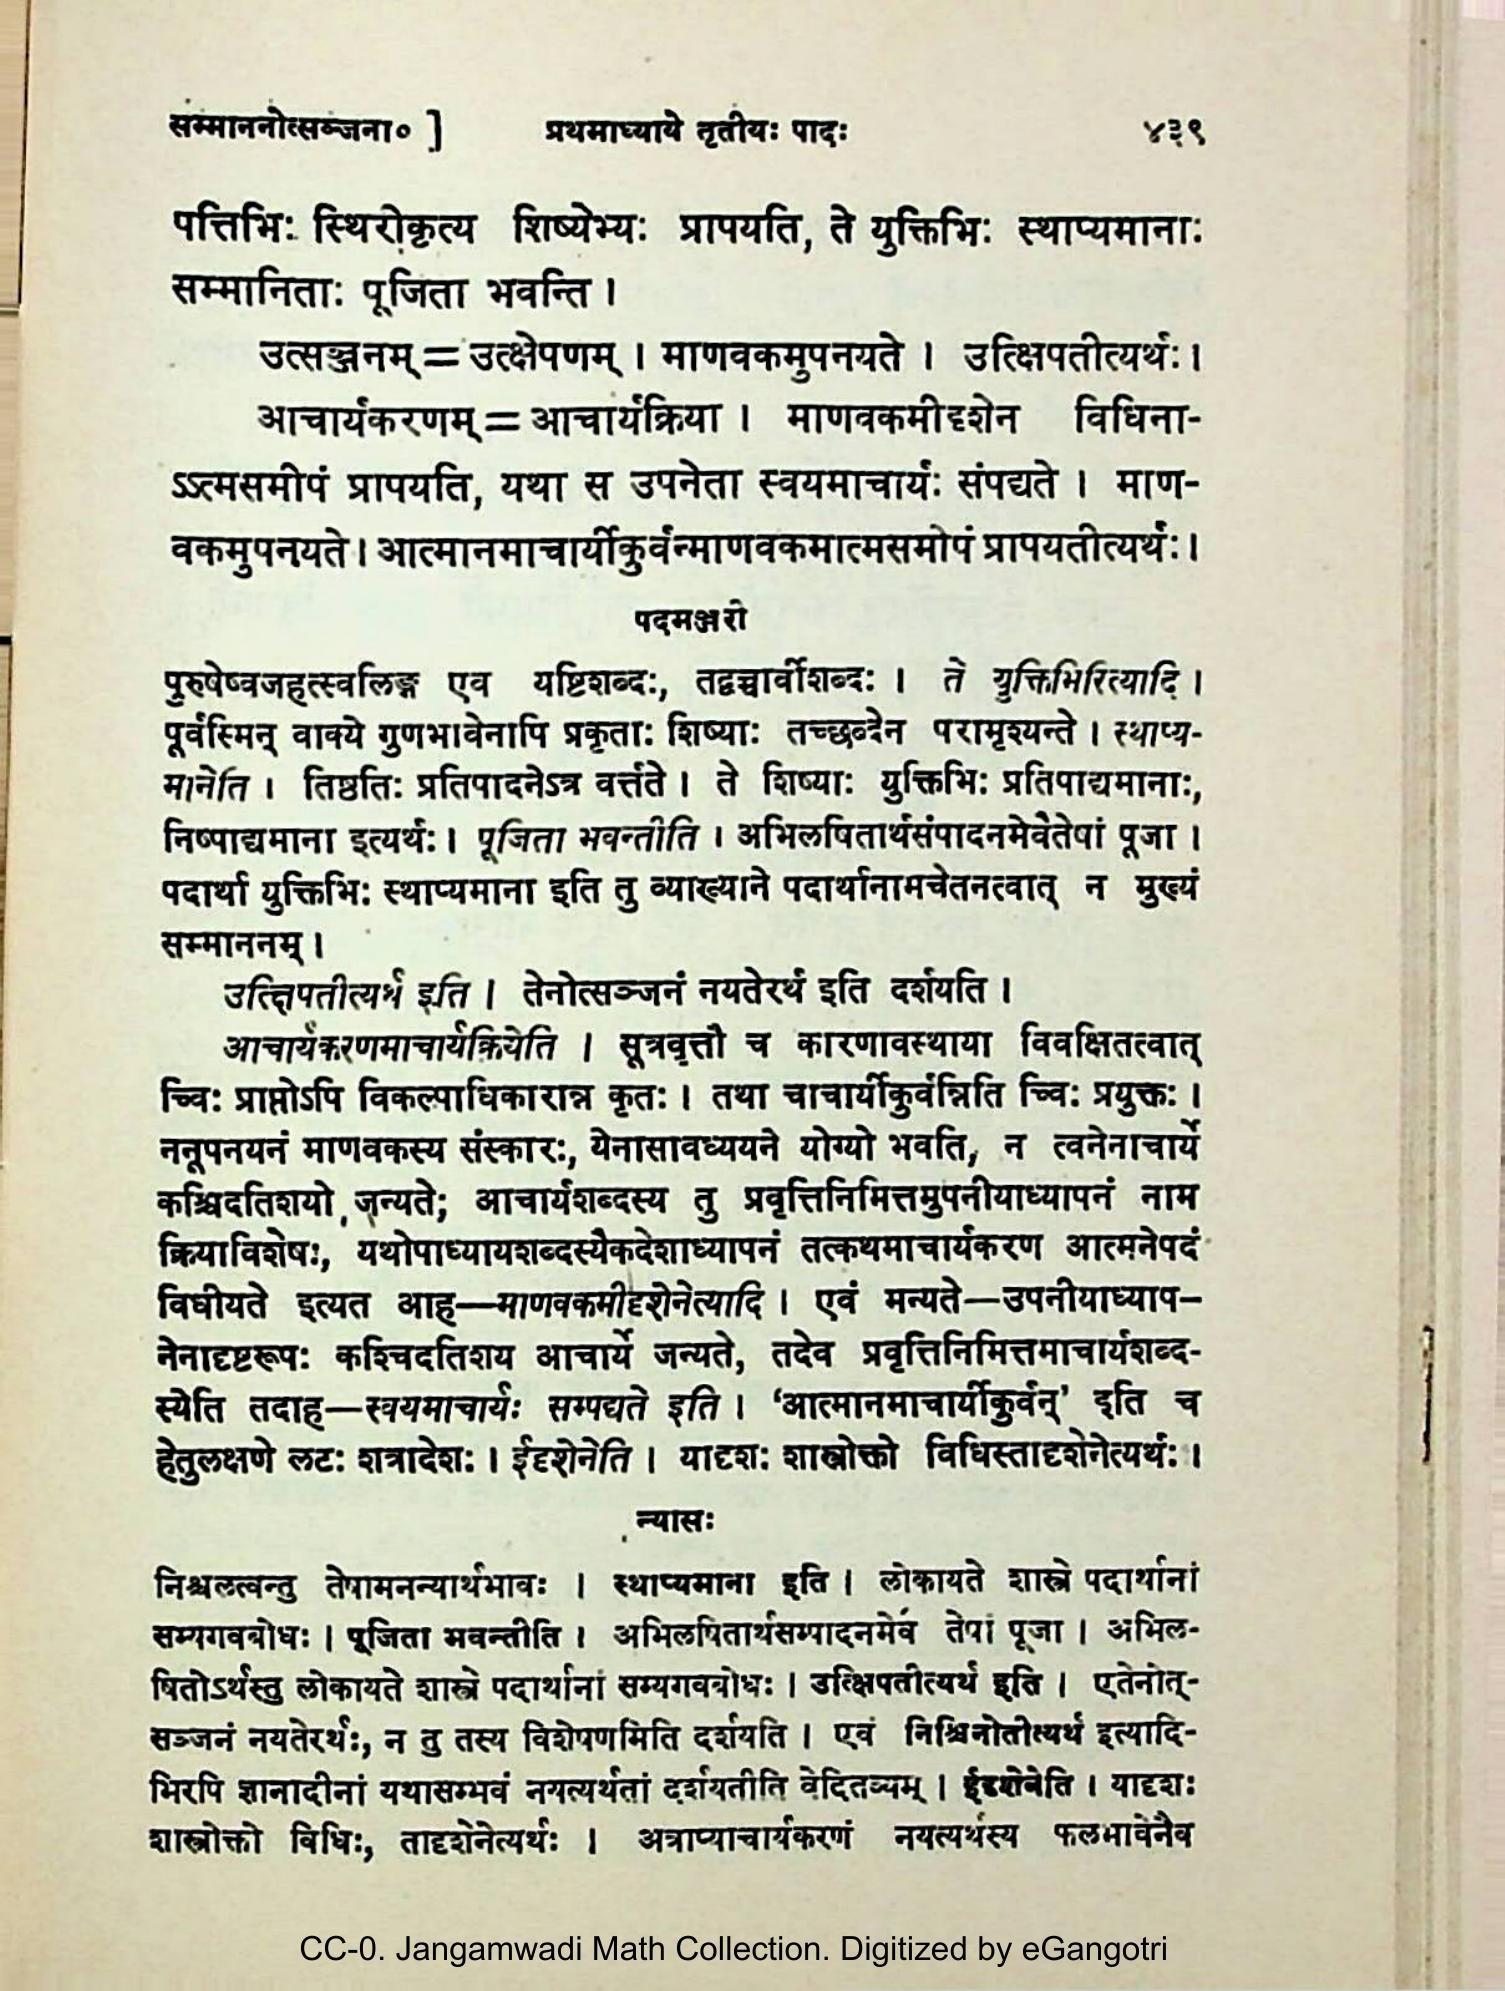 सम्माननोत्सञ्जना० ] प्रथमाध्याये तृतीयः पादः ४३९
पत्तिभिः स्थिरीकृत्य शिष्येभ्यः प्रापयति, ते युक्तिभिः स्थाप्यमानाः
सम्मानिताः पूजिता भवन्ति ।
उत्सञ्जनम् = उत्क्षेपणम् । माणवकमुपनयते । उत्क्षिपतीत्यर्थः ।
आचार्यकरणम् = आचार्यक्रिया । माणवकमीदृशेन विधिना-
ऽऽत्मसमीपं प्रापयति, यथा स उपनेता स्वयमाचार्यः संपद्यते । माण-
वकमुपनयते । आत्मानमाचार्यीकुर्वन्माणवकमात्मसमीपं प्रापयतीत्यर्थः ।
पदमञ्जरी
पुरुषेष्वजहत्स्वलिङ्ग एव यष्टिशब्दः, तद्वच्चार्वीशब्दः । ते युक्तिभिरित्यादि ।
पूर्वस्मिन् वाक्ये गुणभावेनापि प्रकृताः शिष्याः तच्छब्देन परामृश्यन्ते । स्थाप्य-
मानेति । तिष्ठतिः प्रतिपादनेऽत्र वर्त्तते । ते शिष्याः युक्तिभिः प्रतिपाद्यमानाः,
निष्पाद्यमाना इत्यर्थः । पूजिता भवन्तीति । अभिलषितार्थसंपादनमेवैतेषां पूजा ।
पदार्था युक्तिभिः स्थाप्यमाना इति तु व्याख्याने पदार्थानामचेतनत्वात् न मुख्यं
सम्माननम् ।
उत्क्षिपतीत्यर्थ इति । तेनोत्सञ्जनं नयतेरर्थ इति दर्शयति ।
आचार्यकरणमाचार्यक्रियेति । सूत्रवृत्तौ च कारणावस्थाया विवक्षितत्वात्
च्विः प्राप्तोऽपि विकल्पाधिकारान्न कृतः । तथा चाचार्यीकुर्वन्निति च्विः प्रयुक्तः ।
ननूपनयनं माणवकस्य संस्कारः, येनासावध्ययने योग्यो भवति, न त्वनेनाचार्ये
कश्चिदतिशयो जन्यते; आचार्यशब्दस्य तु प्रवृत्तिनिमित्तमुपनीयाध्यापनं नाम
क्रियाविशेषः, यथोपाध्यायशब्दस्यैकदेशाध्यापनं तत्कथमाचार्यकरण आत्मनेपदं
विधीयते इत्यत आह—माणवकमीदृशेनेत्यादि । एवं मन्यते—उपनीयाध्याप-
नेनादृष्टरूपः कश्चिदतिशय आचार्ये जन्यते, तदेव प्रवृत्तिनिमित्तमाचार्यशब्द-
स्येति तदाह—स्वयमाचार्यः सम्पद्यते इति । ‘आत्मानमाचार्यीकुर्वन्’ इति च
हेतुलक्षणे लटः शत्रादेशः । ईदृशेनेति । यादृशः शास्त्रोक्तो विधिस्तादृशेनेत्यर्थः ।
न्यासः
निश्चलत्वन्तु तेषामनन्यार्थभावः । स्थाप्यमाना इति । लोकायते शास्त्रे पदार्थानां
सम्यगवबोधः । पूजिता भवन्तीति । अभिलषितार्थसम्पादनमेव तेषां पूजा । अभिल-
षितोऽर्थस्तु लोकायते शास्त्रे पदार्थानां सम्यगवबोधः । उत्क्षिपतीत्यर्थ इति । एतेनोत्-
सञ्जनं नयतेरर्थः, न तु तस्य विशेषणमिति दर्शयति । एवं निश्चिनोतीत्यर्थ इत्यादि-
भिरपि ज्ञानादीनां यथासम्भवं नयत्यर्थतां दर्शयतीति वेदितव्यम् । ईदृशेनेति । यादृशः
शास्त्रोक्तो विधिः, तादृशेनेत्यर्थः । अत्राप्याचार्यकरणं नयत्यर्थस्य फलभावेनैव
CC-0. Jangamwadi Math Collection. Digitized by eGangotri